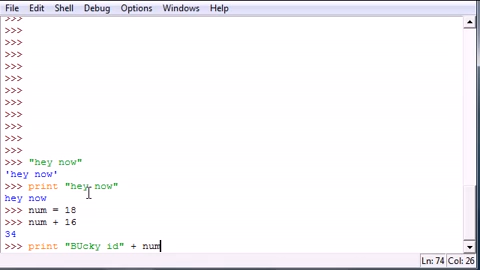 File Edit Shell Debug Options Windows Help
>>>
>>>
>>>
>>>
>>>
>>>
>>>
>>>
>>>
>>>
>>>
>>>
>>> "hey now"
'hey now'
>>> print "hey now"
hey now
>>> num = 18
>>> num + 16
34
>>> print "BUcky id" + num
Ln: 74 Col: 26